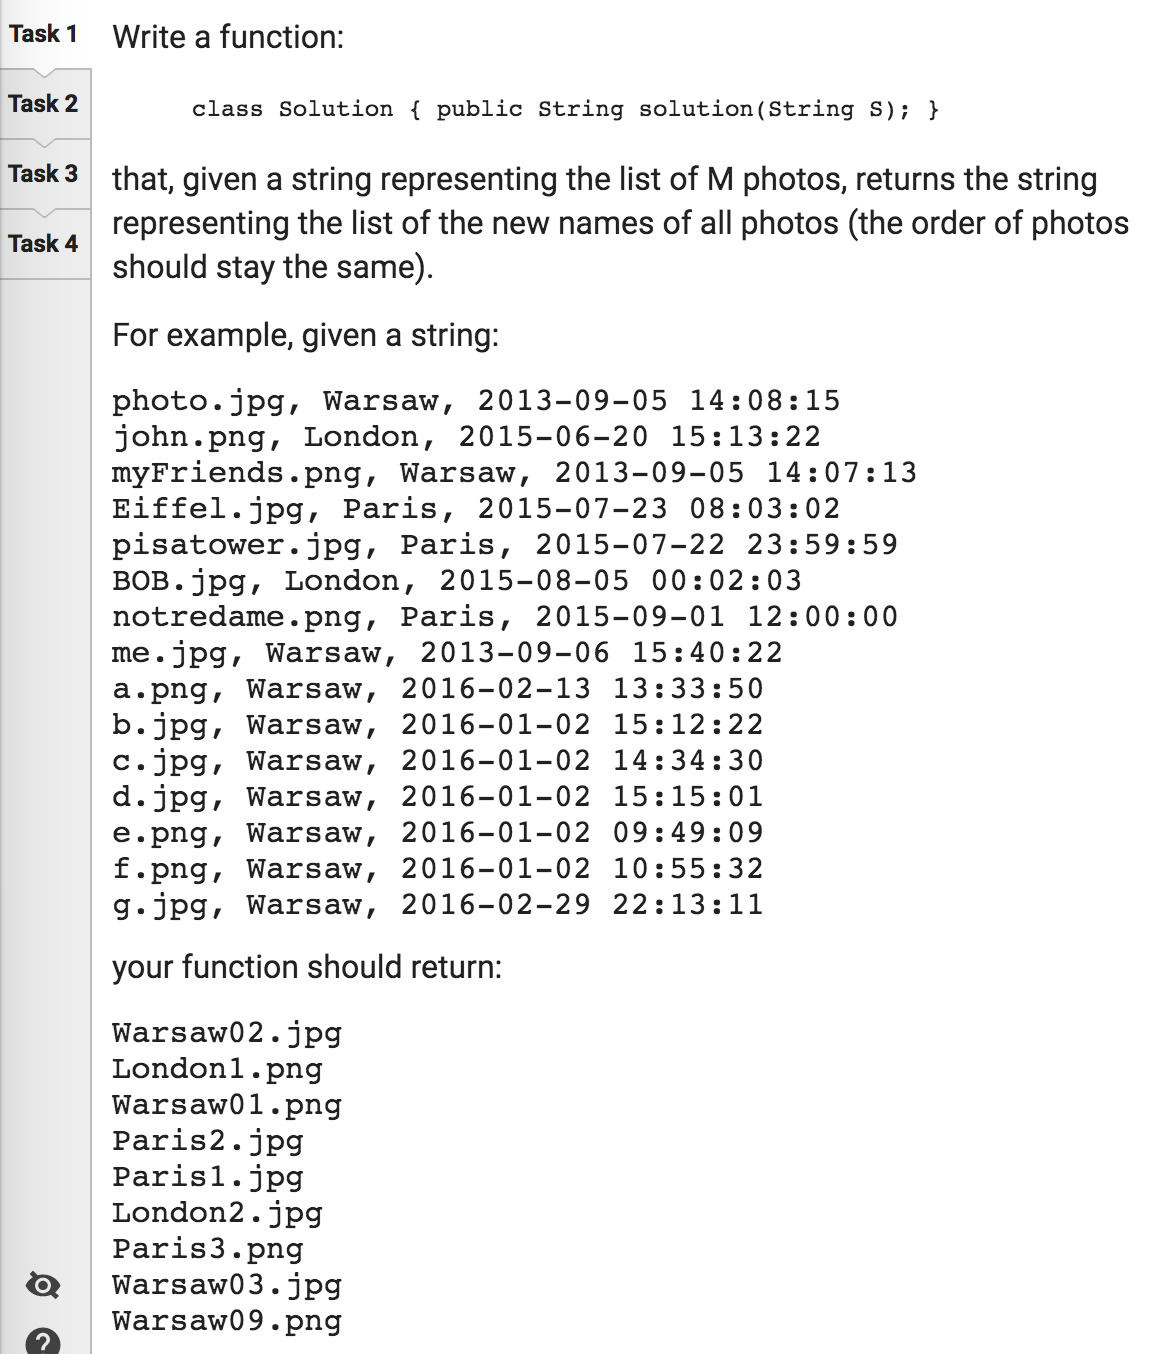 Task 1
Task 2
Task 3
Task 4
Write a function:
class Solution { public String solution(String S); }
that, given a string representing the list of M photos, returns the string
representing the list of the new names of all photos (the order of photos
should stay the same).
For example, given a string:
photo.jpg, Warsaw, 2013-09-05 14:08:15
john.png, London, 2015-06-20 15:13:22
myFriends.png, Warsaw, 2013-09-05 14:07:13
Eiffel.jpg, Paris, 2015-07-23 08:03:02
pisatower.jpg, Paris, 2015-07-22 23:59:59
BOB.jpg, London, 2015-08-05 00:02:03
notredame.png, Paris, 2015-09-01 12:00:00
me.jpg, Warsaw, 2013-09-06 15:40:22
a.png, Warsaw, 2016-02-13 13:33:50
b.jpg, Warsaw, 2016-01-02 15:12:22
c.jpg, Warsaw, 2016-01-02 14:34:30
d.jpg, Warsaw, 2016-01-02 15:15:01
e.png, Warsaw, 2016-01-02 09:49:09
f.png, Warsaw, 2016-01-02 10:55:32
g.jpg, Warsaw, 2016-02-29 22:13:11
your function should return:
Warsaw02.jpg
London1.png
Warsaw01.png
Paris2.jpg
Paris1.jpg
London2.jpg
Paris3.png
Warsaw03.jpg
Warsaw09.png
?